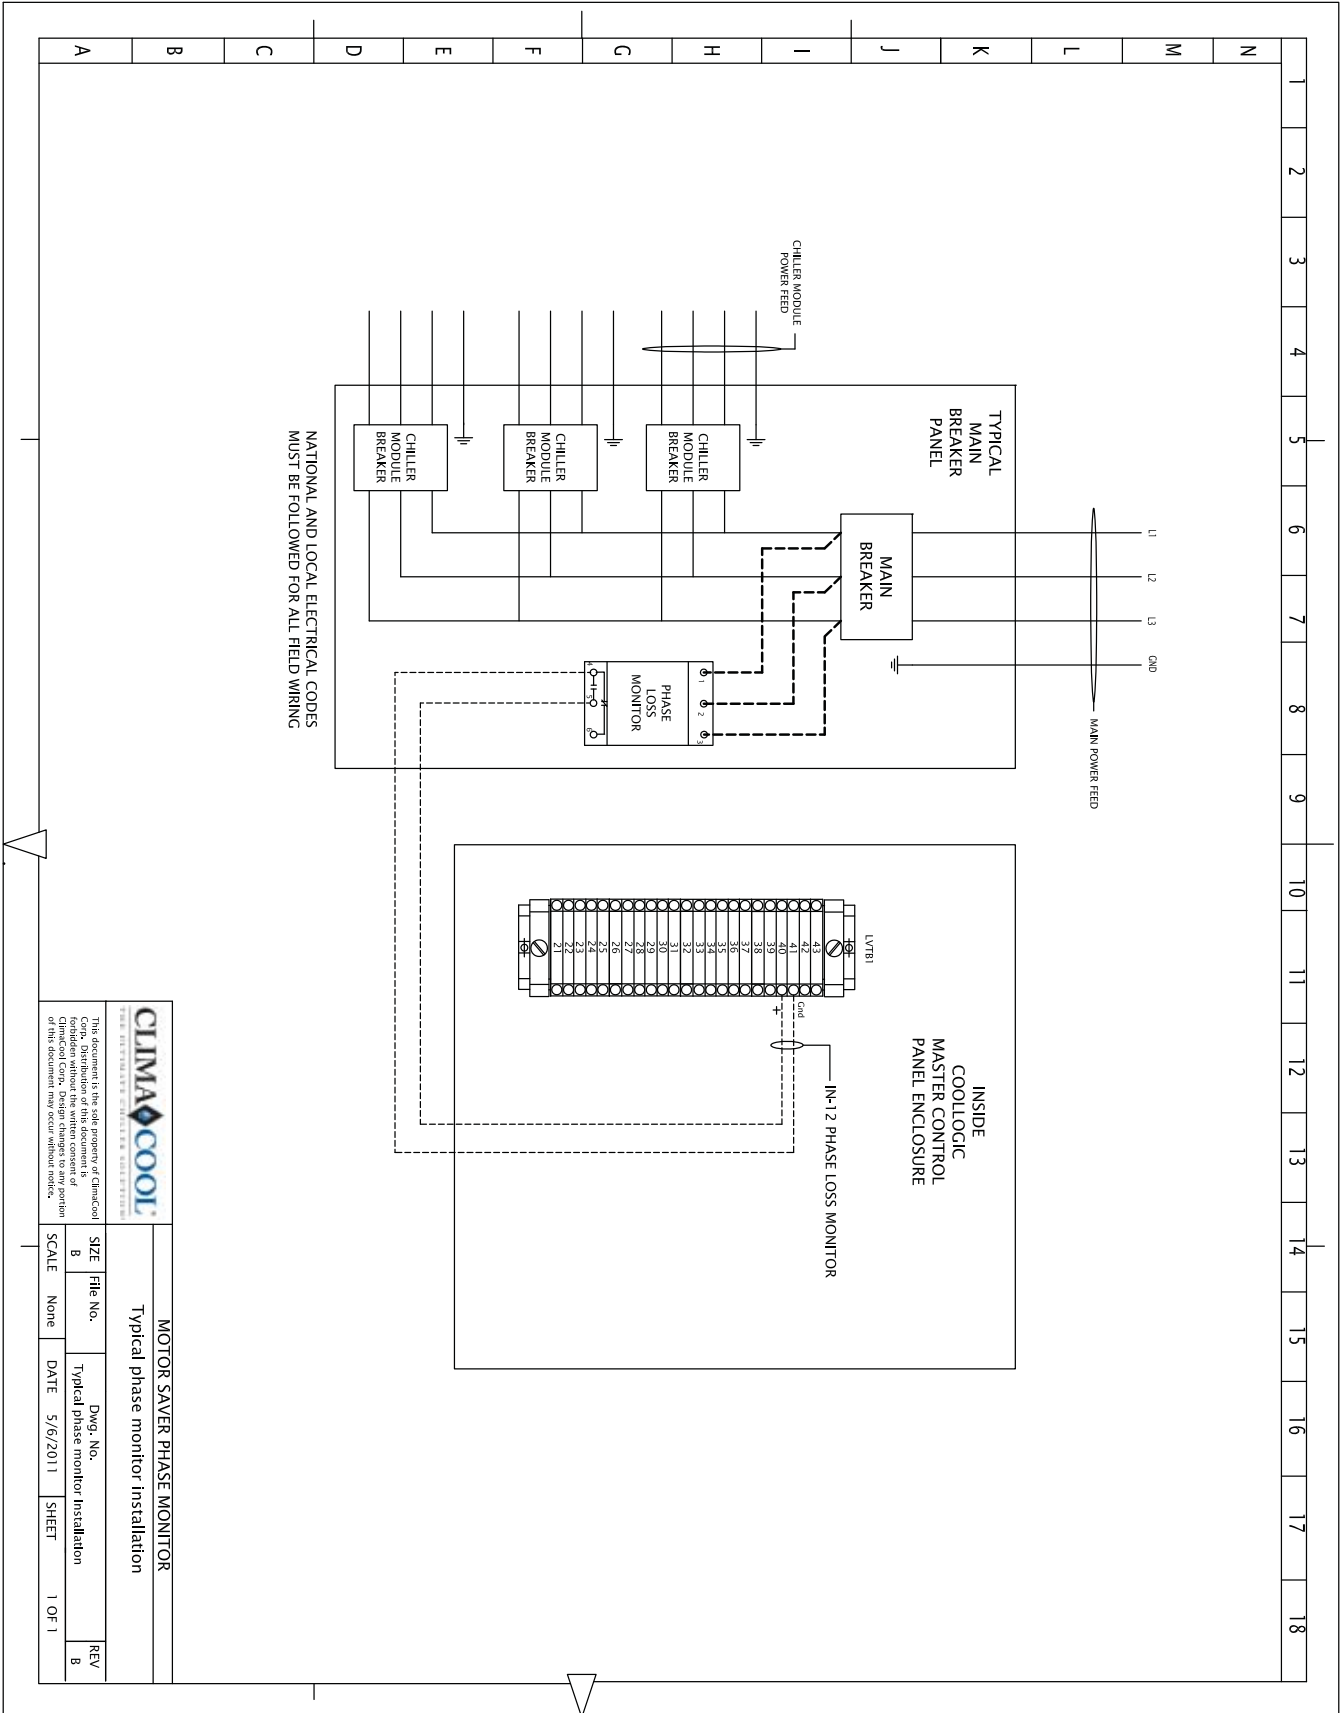 1
2
3
4
5
6
7
8
9
10
11
12
13
14
15
16
17
18
N
M
L
K
J
I
H
G
F
E
D
C
B
A
L1
L2
L3
GND
MAIN POWER FEED
TYPICAL
MAIN
BREAKER
PANEL
MAIN
BREAKER
CHILLER MODULE
POWER FEED
CHILLER
MODULE
BREAKER
CHILLER
MODULE
BREAKER
CHILLER
MODULE
BREAKER
1
2
3
PHASE
LOSS
MONITOR
4
5
6
NATIONAL AND LOCAL ELECTRICAL CODES
MUST BE FOLLOWED FOR ALL FIELD WIRING
INSIDE
COOLLOGIC
MASTER CONTROL
PANEL ENCLOSURE
LVTB1
43
42
41
40
39
38
37
36
35
34
33
32
31
30
29
28
27
26
25
24
23
22
21
Gnd
+
IN-12 PHASE LOSS MONITOR
CLIMACOOL
THE ULTIMATE CHILLER SOLUTION
This document is the sole property of ClimaCool
Corp. Distribution of this document is
forbidden without the written consent of
ClimaCool Corp. Design changes to any portion
of this document may occur without notice.
MOTOR SAVER PHASE MONITOR
Typical phase monitor installation
SIZE
B
File No.
Dwg. No.
Typical phase monitor Installation
REV
B
SCALE None
DATE 5/6/2011
SHEET 1 OF 1